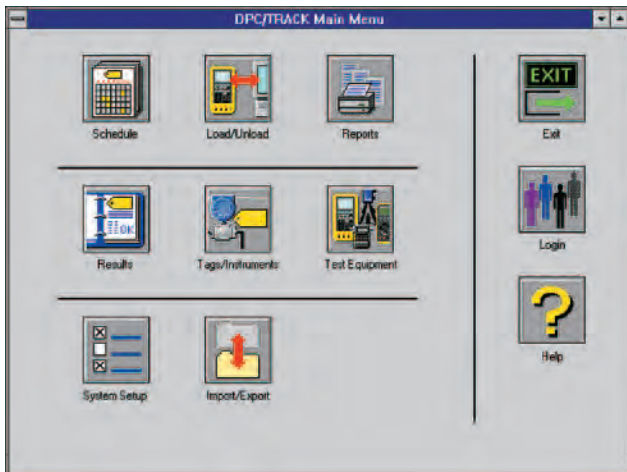 DPC/TRACK Main Menu
EXIT
Schedule
Load/Unload
Reports
Exit
OK
Results
Tags/Instruments
Test Equipment
Login
System Setup
Import/Export
Help